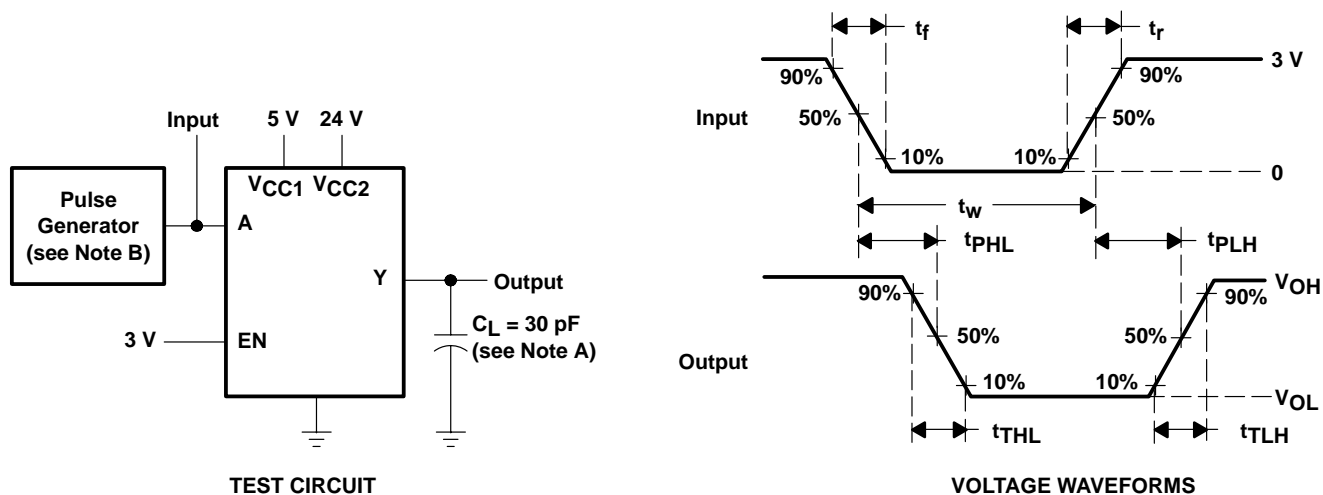 Input
5 V
24 V
VCC1
VCC2
Pulse
Generator
(see Note B)
A
Y
Output
CL = 30 pF
(see Note A)
3 V
EN
TEST CIRCUIT
tf
tr
3 V
90%
90%
Input
50%
50%
10%
10%
0
tw
tPHL
tPLH
VOH
90%
90%
50%
50%
Output
10%
10%
VOL
tTHL
tTLH
VOLTAGE WAVEFORMS